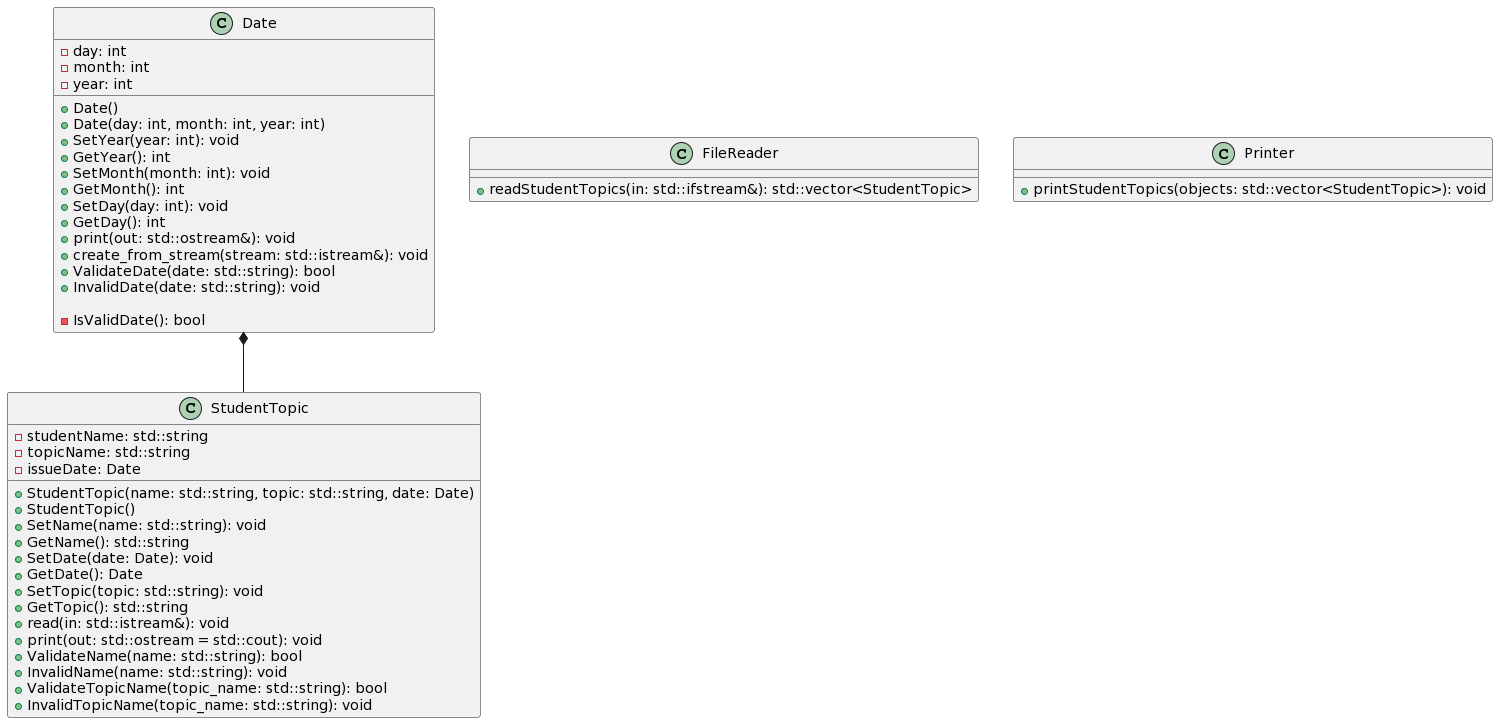 C Date
day: int
month: int
year: int
Date()
Date(day: int, month: int, year: int)
SetYear(year: int): void
GetYear(): int
SetMonth(month: int): void
GetMonth(): int
SetDay(day: int): void
GetDay(): int
print(out: std::ostream&): void
create_from_stream(stream: std::istream&): void
ValidateDate(date: std::string): bool
InvalidDate(date: std::string): void
IsValidDate(): bool
C FileReader
readStudentTopics(in: std::ifstream&): std::vector<StudentTopic>
C Printer
printStudentTopics(objects: std::vector<StudentTopic>): void
C StudentTopic
studentName: std::string
topicName: std::string
issueDate: Date
StudentTopic(name: std::string, topic: std::string, date: Date)
StudentTopic()
SetName(name: std::string): void
GetName(): std::string
SetDate(date: Date): void
GetDate(): Date
SetTopic(topic: std::string): void
GetTopic(): std::string
read(in: std::istream&): void
print(out: std::ostream = std::cout): void
ValidateName(name: std::string): bool
InvalidName(name: std::string): void
ValidateTopicName(topic_name: std::string): bool
InvalidTopicName(topic_name: std::string): void